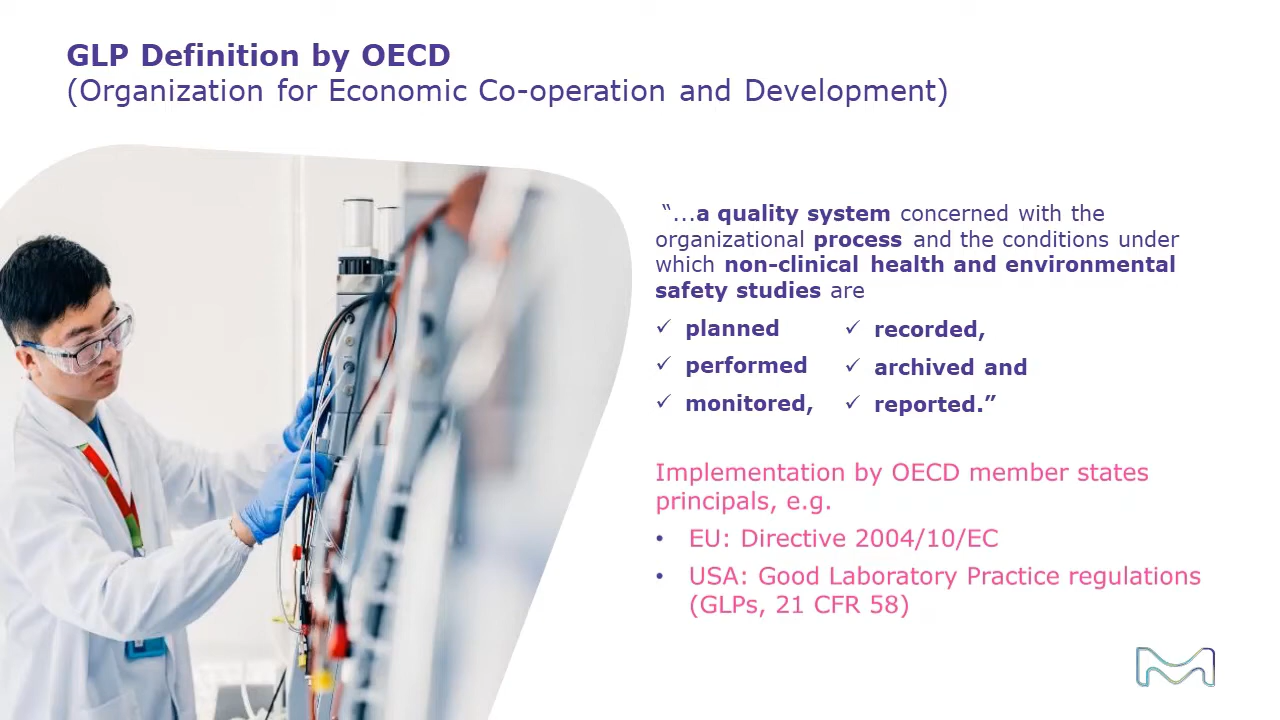 GLP Definition by OECD
(Organization for Economic Co-operation and Development)
“...a quality system concerned with the
organizational process and the conditions under
which non-clinical health and environmental
safety studies are
✓ planned
✓ performed
✓ monitored,
✓ recorded,
✓ archived and
✓ reported.”
Implementation by OECD member states
principals, e.g.
• EU: Directive 2004/10/EC
• USA: Good Laboratory Practice regulations
(GLPs, 21 CFR 58)
M